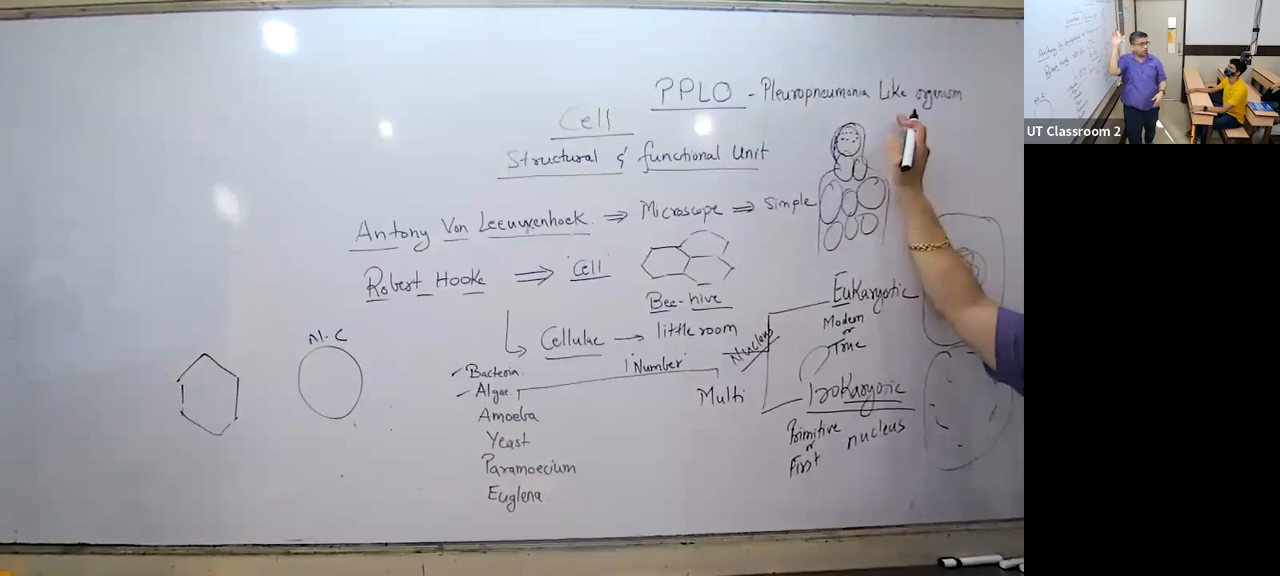 PPLO - Pleuropneumonia Like organism
Cell
Structural & functional Unit
Antony Von Leeuwenhoek ⇒ Microscope ⇒ Simple
Robert Hooke ⇒ 'Cell'
Bee-hive
Cellulae → little room
Bacteria
Algae
Amoeba
Yeast
Paramoecium
Euglena
N.C
'Number'
Multi
Nucleus
Eukaryotic
Modern
or
True
Prokaryotic
Primitive
or
First
nucleus
UT Classroom 2